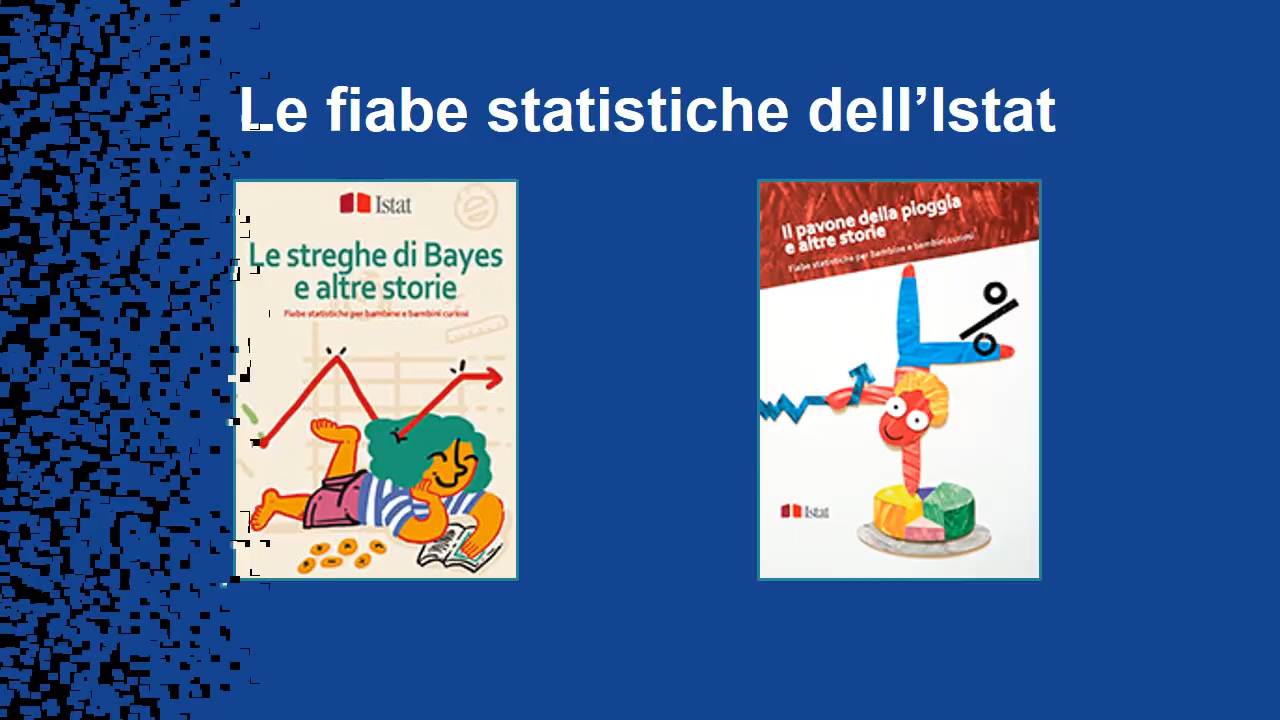 Le fiabe statistiche dell’Istat
Istat
Le streghe di Bayes
e altre storie
Fiabe statistiche per bambine e bambini curiosi
Il pavone della pioggia
e altre storie
Fiabe statistiche per bambine e bambini curiosi
%
Istat